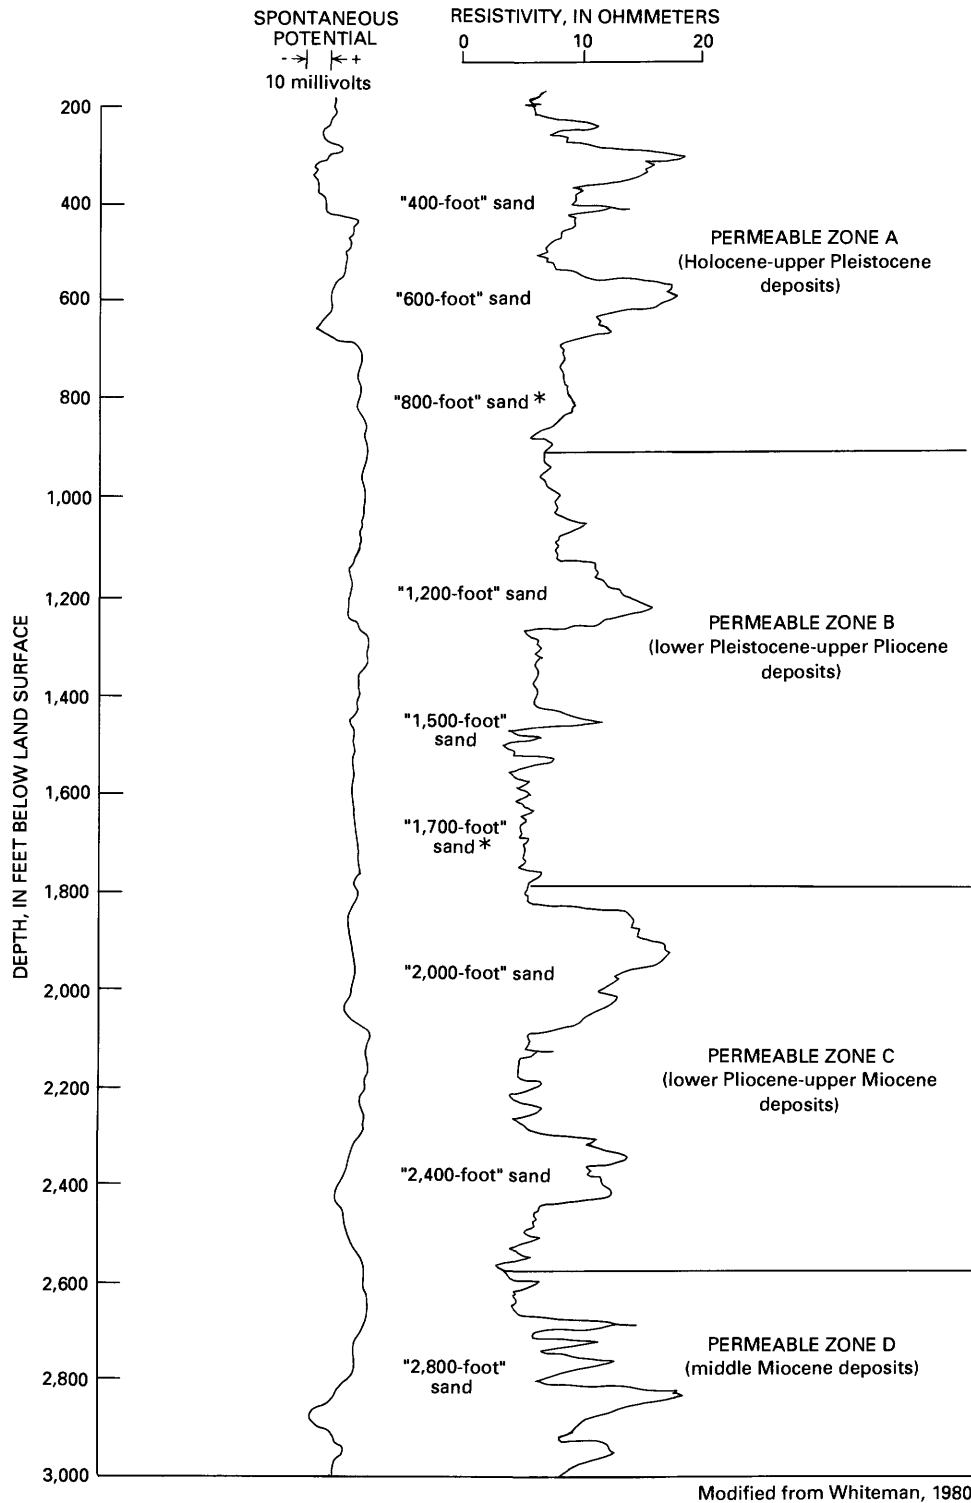 SPONTANEOUS
POTENTIAL
- +
10 millivolts
RESISTIVITY, IN OHMMETERS
0 10 20
DEPTH, IN FEET BELOW LAND SURFACE
200
400
600
800
1,000
1,200
1,400
1,600
1,800
2,000
2,200
2,400
2,600
2,800
3,000
"400-foot" sand
"600-foot" sand
"800-foot" sand *
"1,200-foot" sand
"1,500-foot"
sand
"1,700-foot"
sand *
"2,000-foot" sand
"2,400-foot" sand
"2,800-foot"
sand
PERMEABLE ZONE A
(Holocene-upper Pleistocene
deposits)
PERMEABLE ZONE B
(lower Pleistocene-upper Pliocene
deposits)
PERMEABLE ZONE C
(lower Pliocene-upper Miocene
deposits)
PERMEABLE ZONE D
(middle Miocene deposits)
Modified from Whiteman, 1980